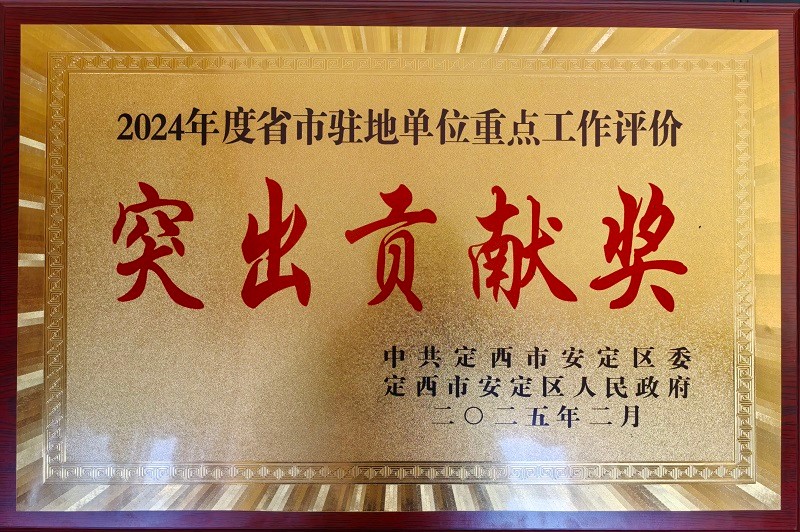 2024年度省市驻地单位重点工作评价
突出贡献奖
中共定西市安定区委
定西市安定区人民政府
二〇二五年二月